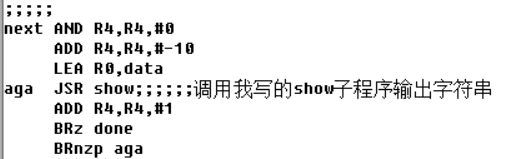 ;;;;;
next AND R4,R4,#0
ADD R4,R4,#-10
LEA R0,data
aga JSR show;;;;;;调用我写的show子程序输出字符串
ADD R4,R4,#1
BRz done
BRnzp aga